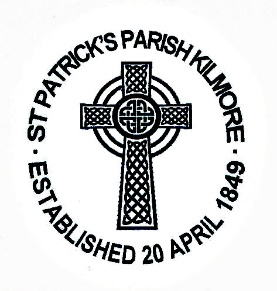 · ST PATRICK'S PARISH KILMORE ·
ESTABLISHED 20 APRIL 1849